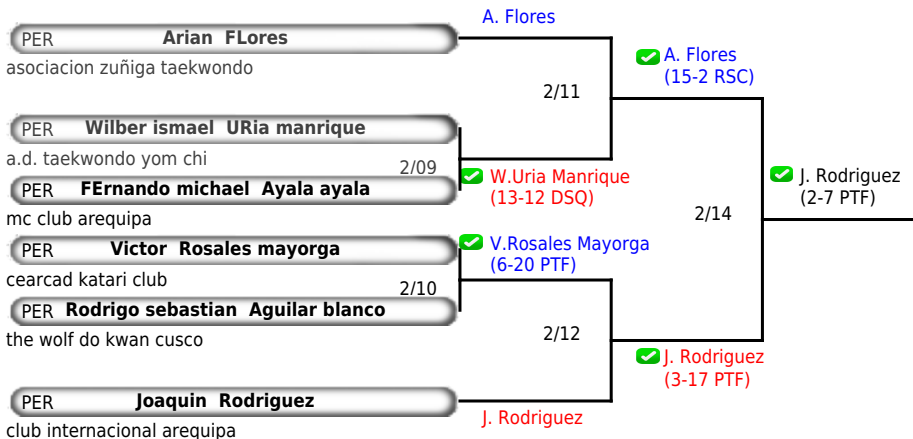 A. Flores
PER Arian FLores
asociacion zuñiga taekwondo
A. Flores
(15-2 RSC)
2/11
PER Wilber ismael URia manrique
a.d. taekwondo yom chi
2/09
W.Uria Manrique
(13-12 DSQ)
PER FErnando michael Ayala ayala
mc club arequipa
J. Rodriguez
(2-7 PTF)
2/14
PER Victor Rosales mayorga
cearcad katari club
V.Rosales Mayorga
(6-20 PTF)
2/10
PER Rodrigo sebastian Aguilar blanco
the wolf do kwan cusco
2/12
J. Rodriguez
(3-17 PTF)
PER Joaquin Rodriguez
club internacional arequipa
J. Rodriguez